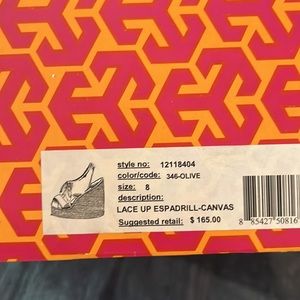 style no: 12118404
color/code: 346-OLIVE
size: 8
description:
LACE UP ESPADRILL-CANVAS
Suggested retail: $ 165.00
8 85427 50816